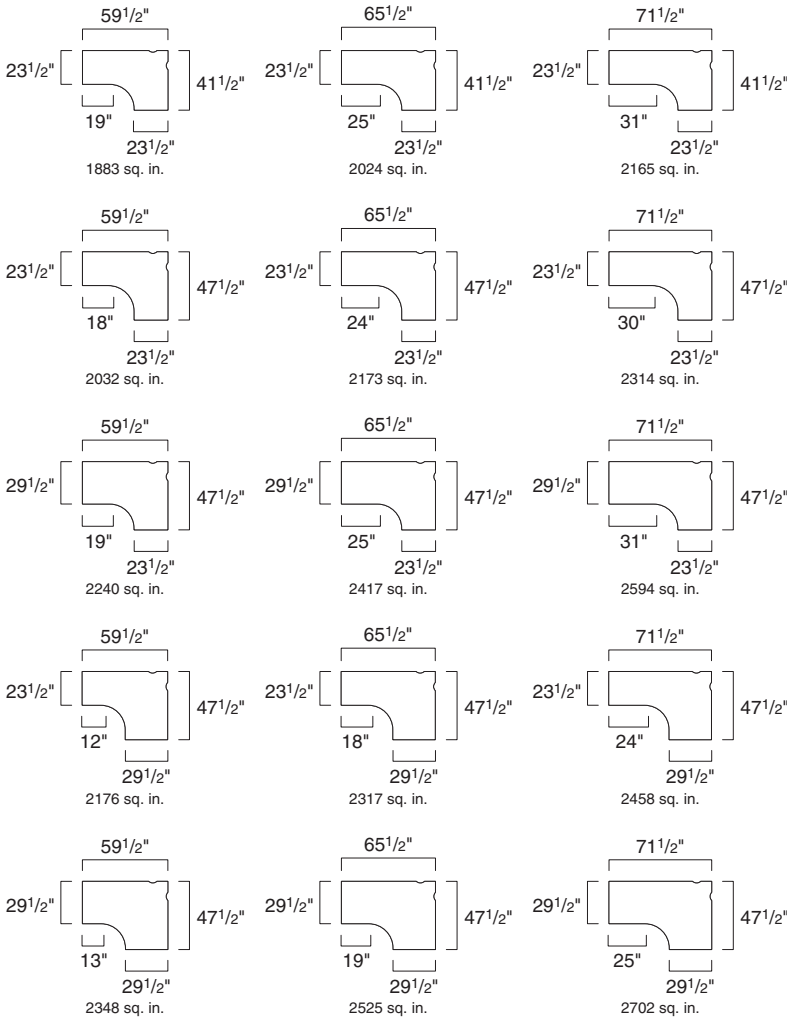 59 1/2" 65 1/2" 71 1/2"
23 1/2" 41 1/2" 23 1/2" 41 1/2" 23 1/2" 41 1/2"
19" 25" 31"
23 1/2" 23 1/2" 23 1/2"
1883 sq. in. 2024 sq. in. 2165 sq. in.
59 1/2" 65 1/2" 71 1/2"
23 1/2" 47 1/2" 23 1/2" 47 1/2" 23 1/2" 47 1/2"
18" 24" 30"
23 1/2" 23 1/2" 23 1/2"
2032 sq. in. 2173 sq. in. 2314 sq. in.
59 1/2" 65 1/2" 71 1/2"
29 1/2" 47 1/2" 29 1/2" 47 1/2" 29 1/2" 47 1/2"
19" 25" 31"
23 1/2" 23 1/2" 23 1/2"
2240 sq. in. 2417 sq. in. 2594 sq. in.
59 1/2" 65 1/2" 71 1/2"
23 1/2" 47 1/2" 23 1/2" 47 1/2" 23 1/2" 47 1/2"
12" 18" 24"
29 1/2" 29 1/2" 29 1/2"
2176 sq. in. 2317 sq. in. 2458 sq. in.
59 1/2" 65 1/2" 71 1/2"
29 1/2" 47 1/2" 29 1/2" 47 1/2" 29 1/2" 47 1/2"
13" 19" 25"
29 1/2" 29 1/2" 29 1/2"
2348 sq. in. 2525 sq. in. 2702 sq. in.